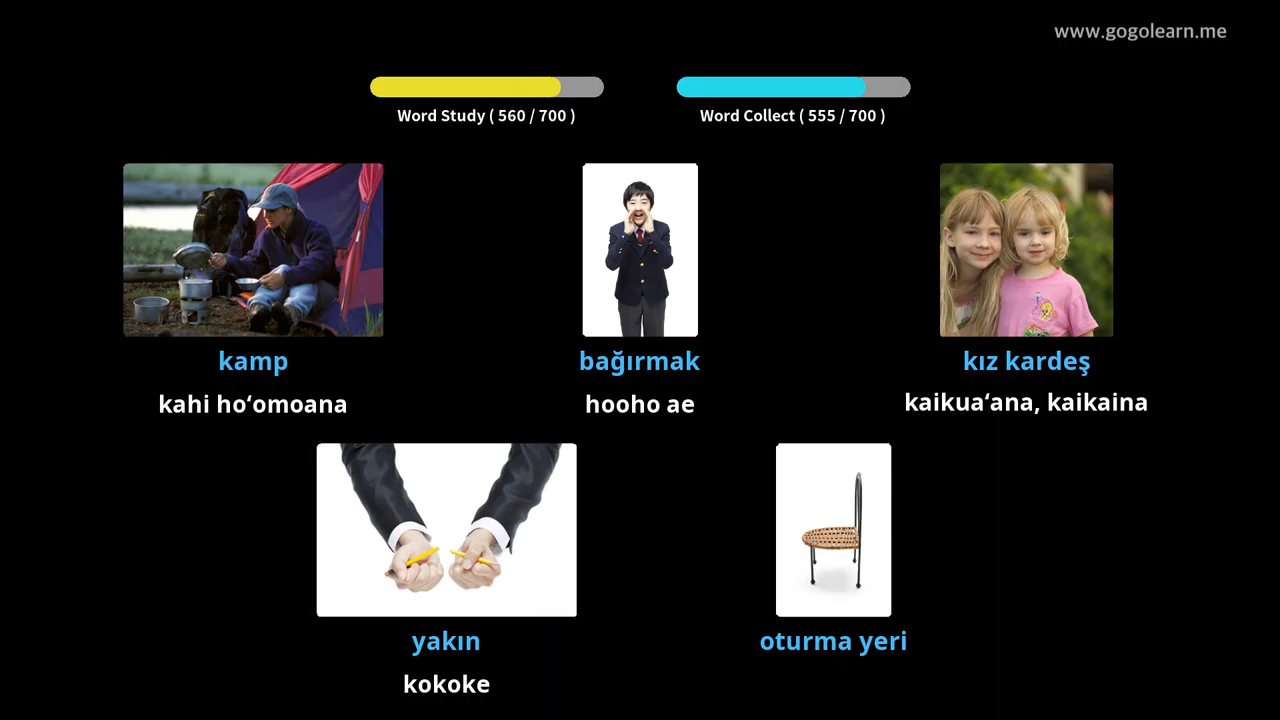 www.gogolearn.me
Word Study ( 560 / 700 )
Word Collect ( 555 / 700 )
kamp
bağırmak
kız kardeş
kahi hoʻomoana
hooho ae
kaikuaʻana, kaikaina
yakın
oturma yeri
kokoke